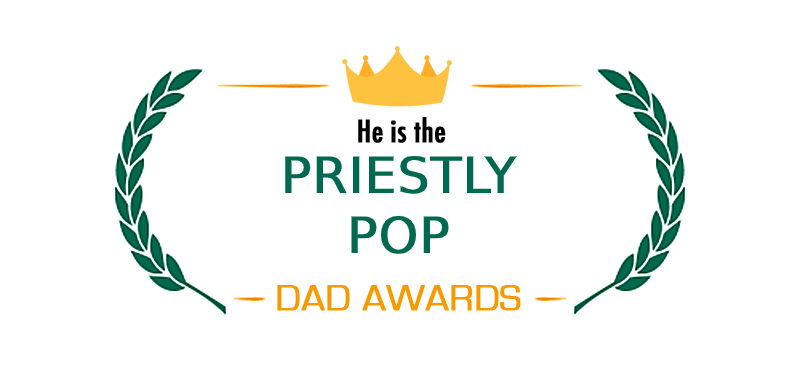 He is the
PRIESTLY
POP
DAD AWARDS